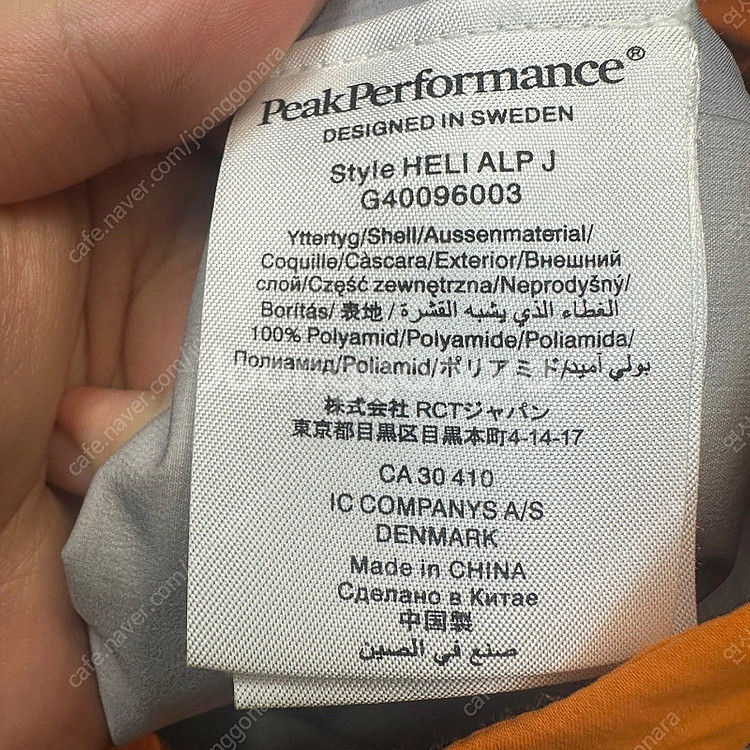 PeakPerformance®
DESIGNED IN SWEDEN
Style HELI ALP J
G40096003
Yttertyg/Shell/Aussenmaterial/
Coquille/Càscara/Exterior/Внешний
слой/Część zewnętrzna/Neprodyšný/
Borítás/ 表地 / الغطاء الذي يشبه القشرة
100% Polyamid/Polyamide/Poliamida/
Полиамид/Poliamid/ポリアミド/بولي أميد
株式会社 RCTジャパン
東京都目黒区目黒本町4-14-17
CA 30 410
IC COMPANYS A/S
DENMARK
Made in CHINA
Сделано в Китае
中国製
صنع في الصين
cafe.naver.com/joonggonara